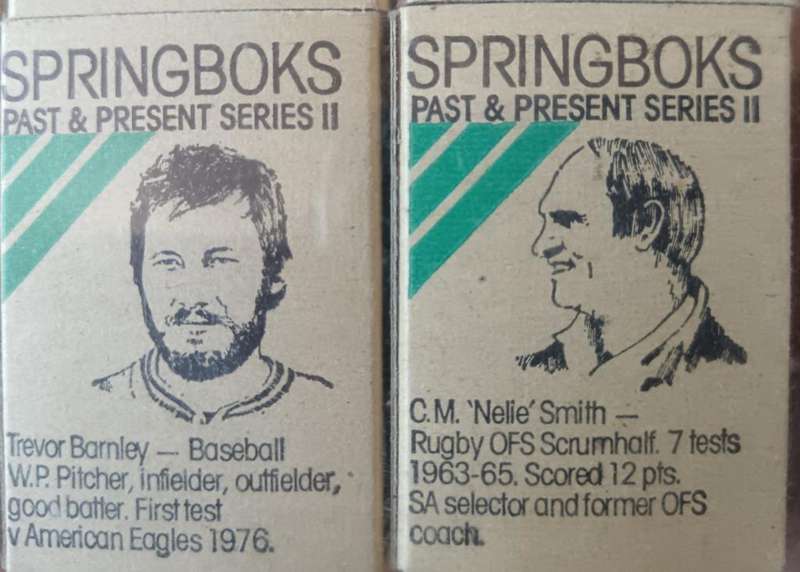 SPRINGBOKS
PAST & PRESENT SERIES II
Trevor Barnley — Baseball
W.P. Pitcher, infielder, outfielder,
good batter. First test
v American Eagles 1976.
SPRINGBOKS
PAST & PRESENT SERIES II
C.M. 'Nelie' Smith —
Rugby OFS Scrumhalf. 7 tests
1963-65. Scored 12 pts.
SA selector and former OFS
coach.